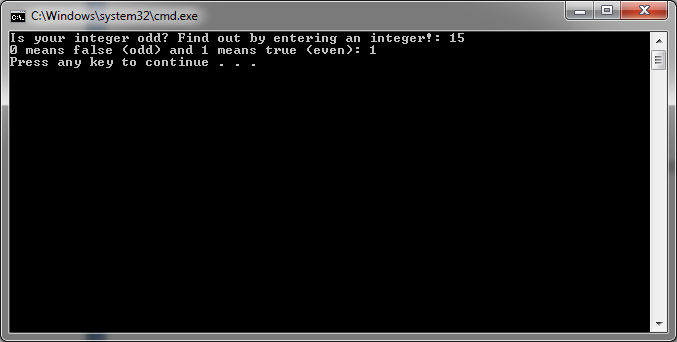 C:\Windows\system32\cmd.exe
Is your integer odd? Find out by entering an integer!: 15
0 means false (odd) and 1 means true (even): 1
Press any key to continue . . .